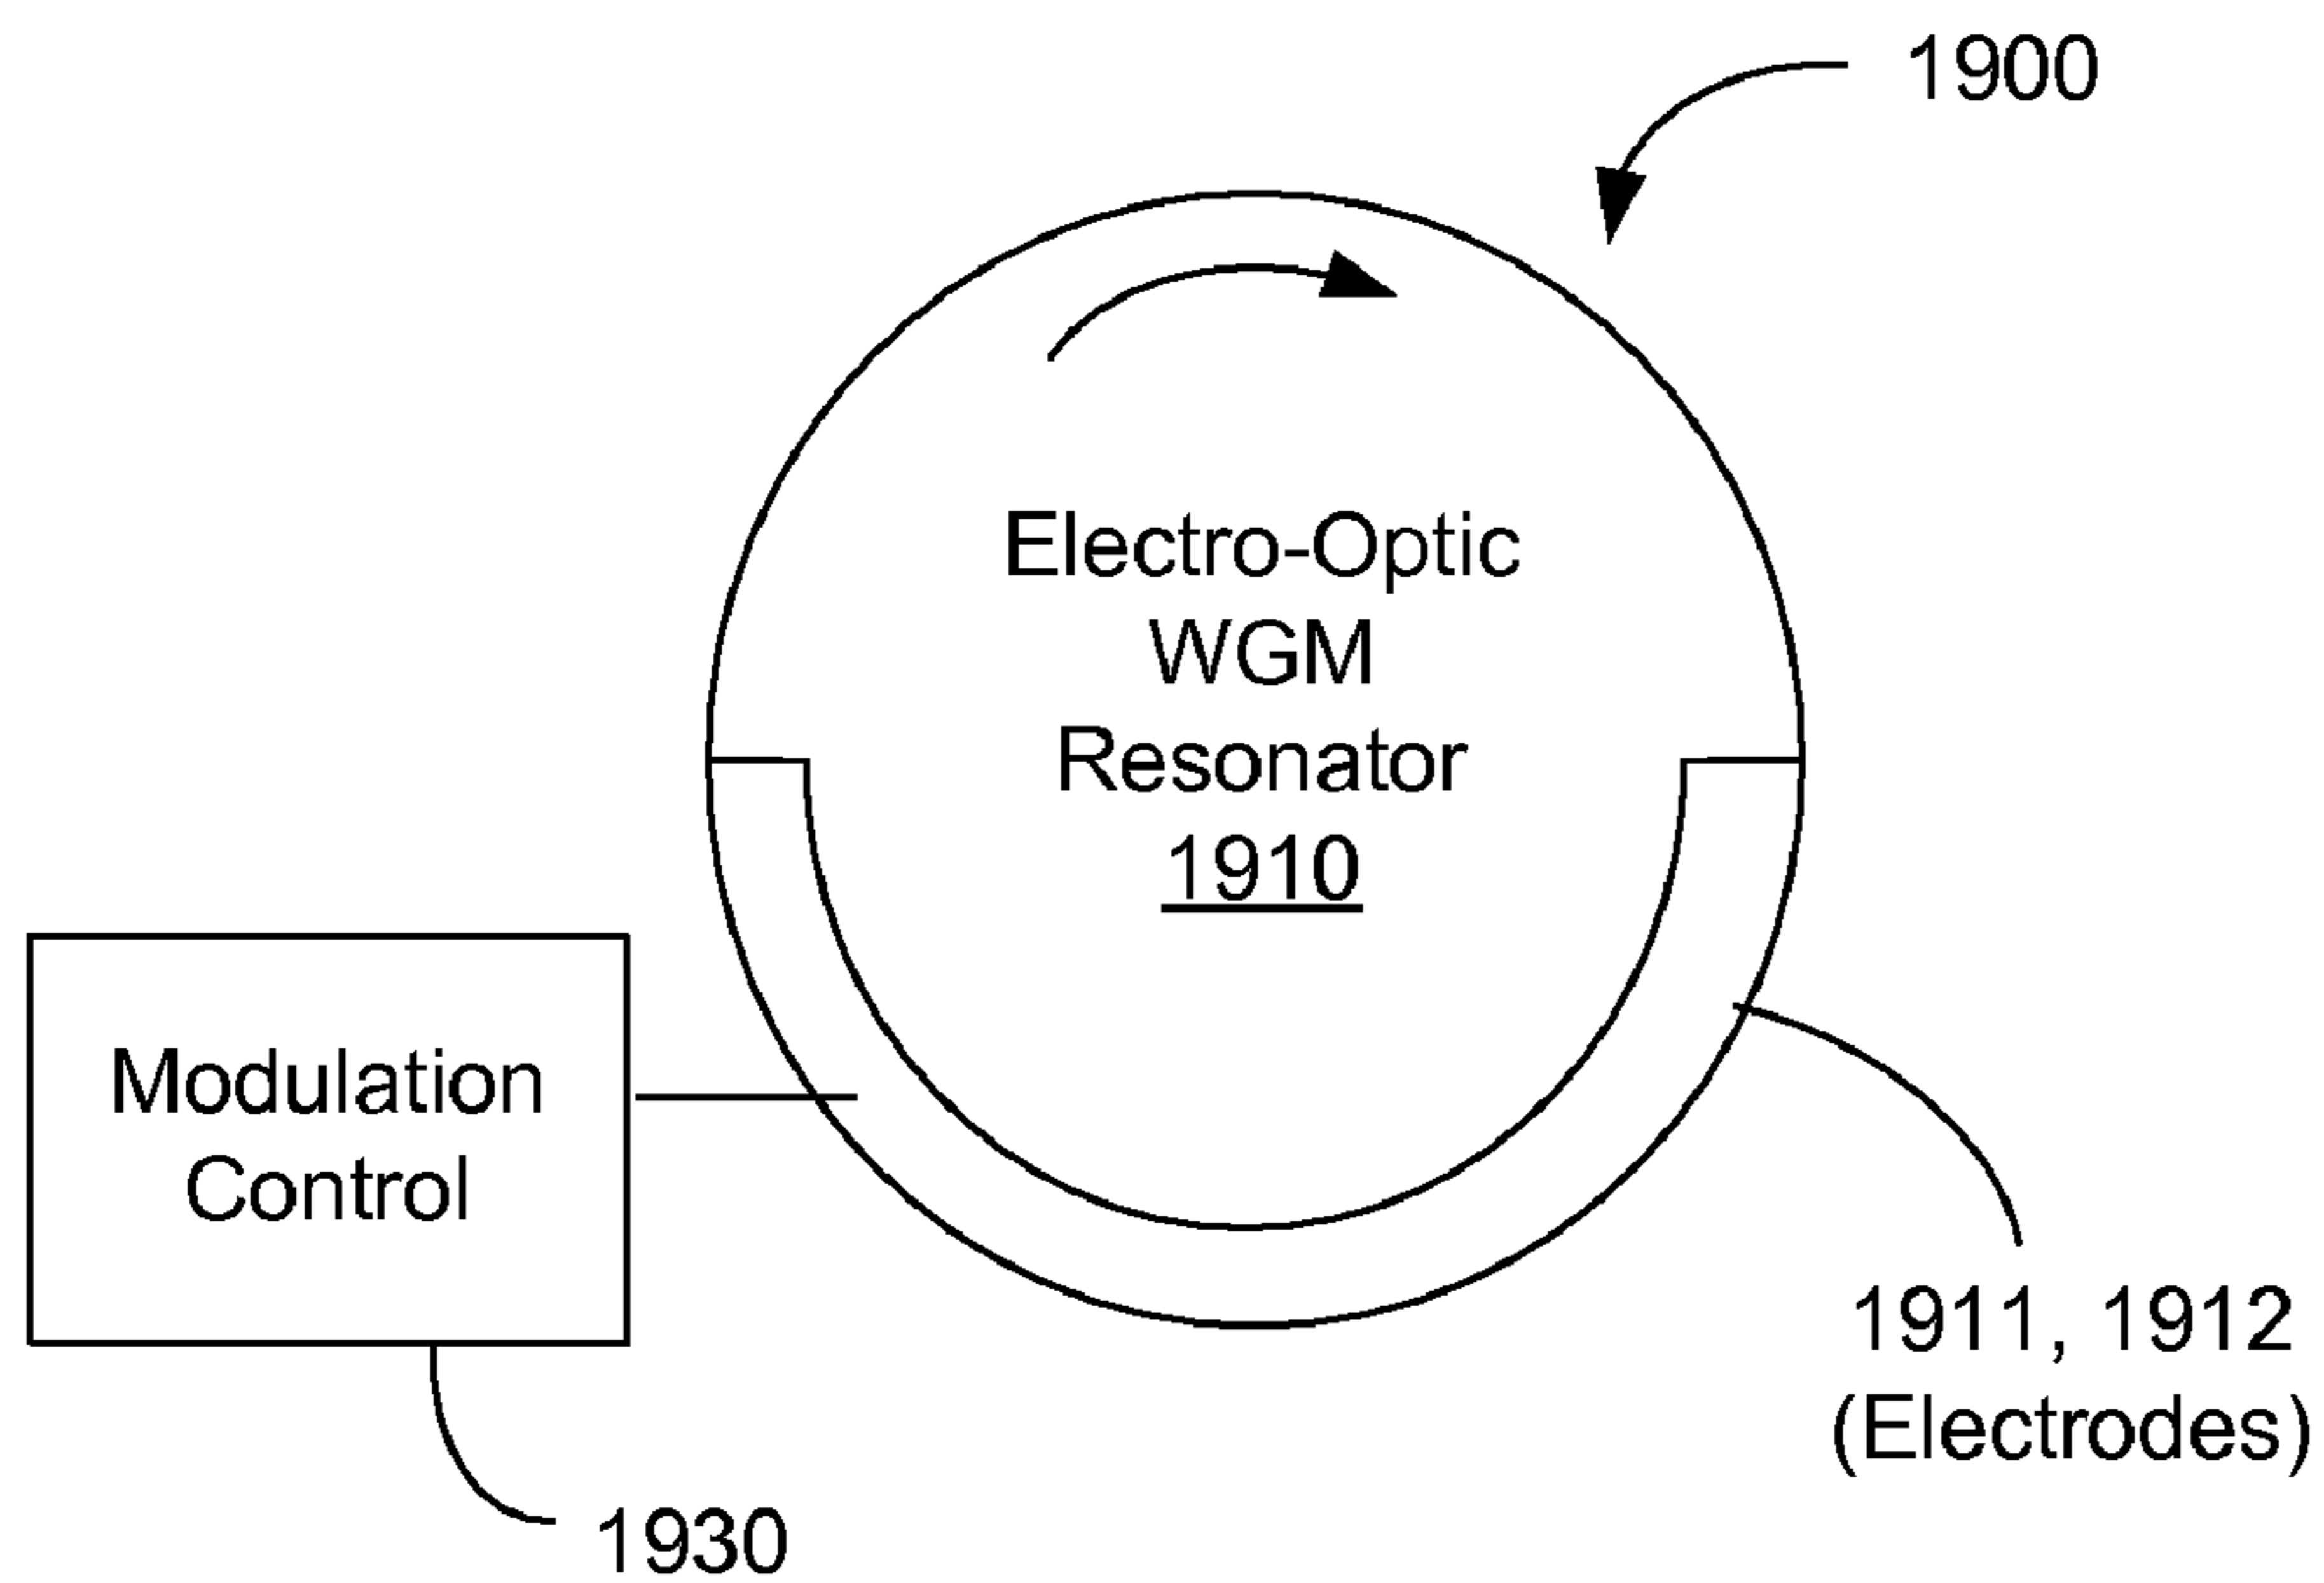 1900
Electro-Optic
WGM
Resonator
1910
Modulation
Control
1911, 1912
(Electrodes)
1930